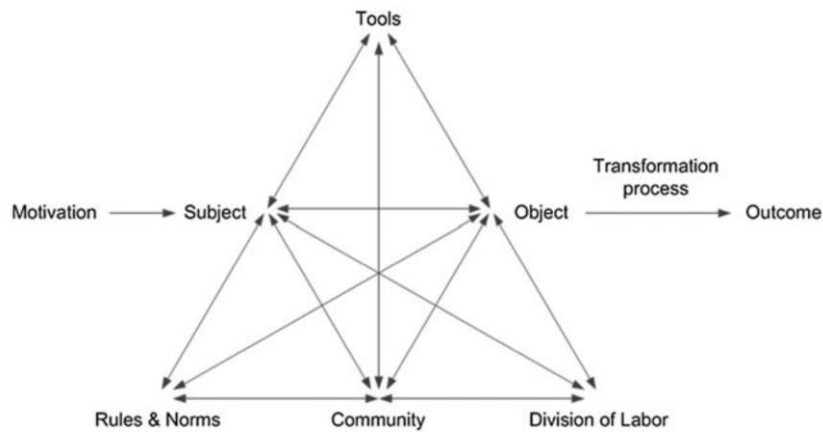 Tools
Transformation
process
Motivation
Subject
Object
Outcome
Rules & Norms
Community
Division of Labor